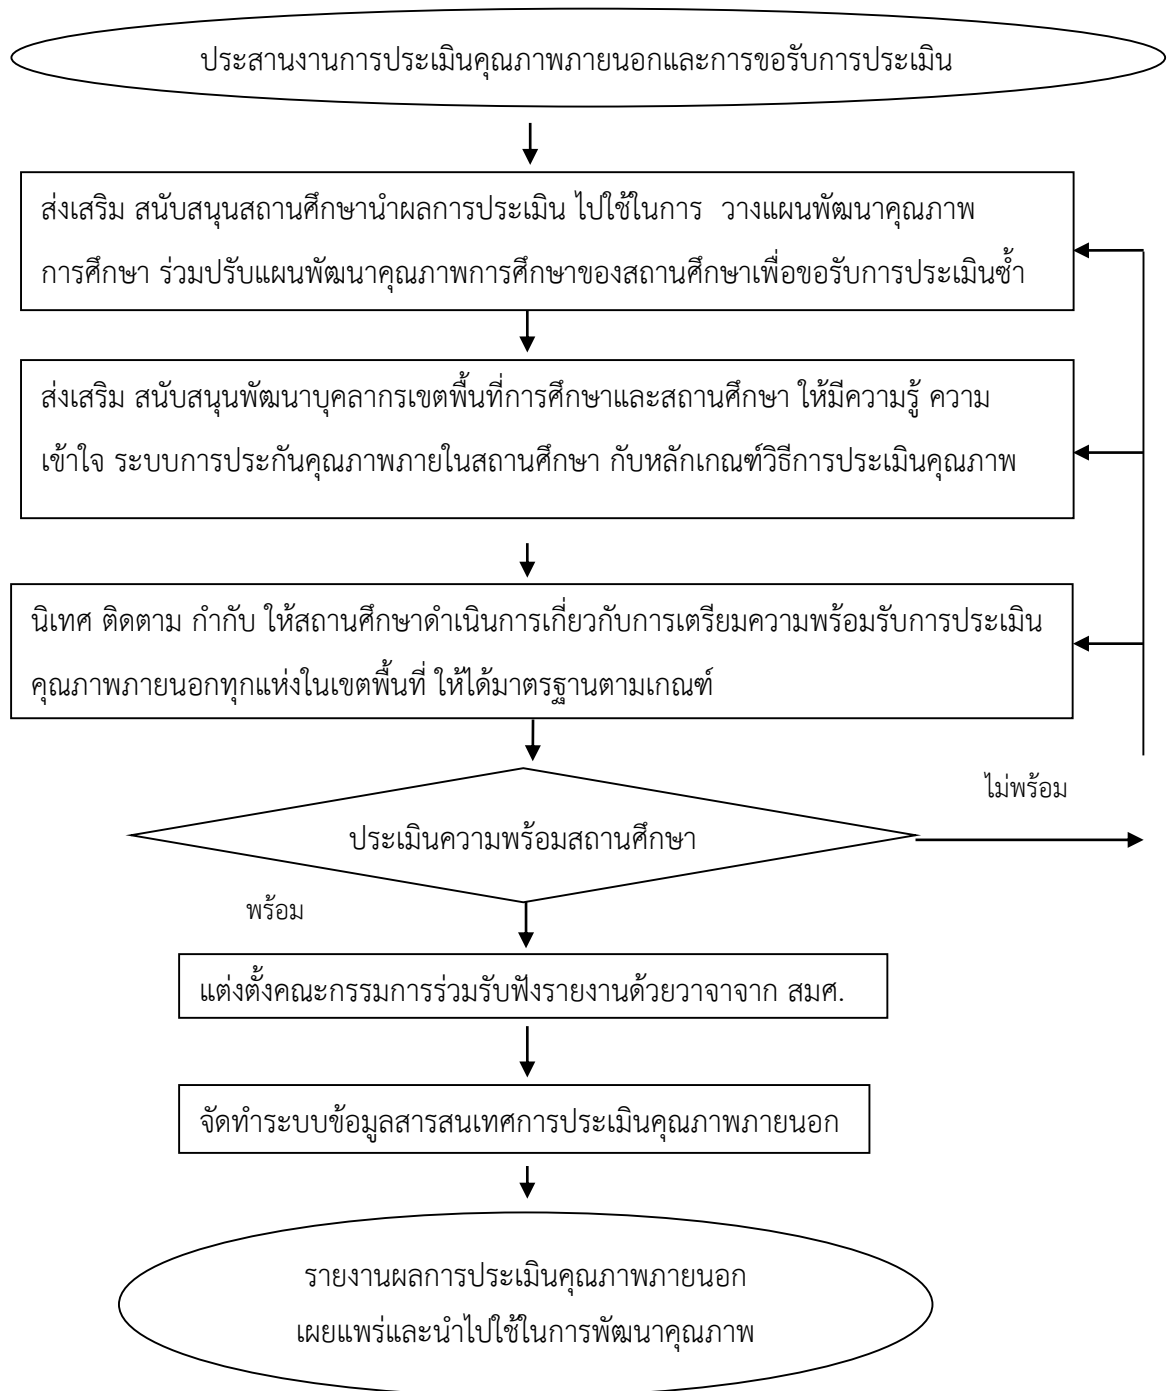 ประสานงานการประเมินคุณภาพภายนอกและการขอรับการประเมิน
ส่งเสริม สนับสนุนสถานศึกษานำผลการประเมิน ไปใช้ในการ วางแผนพัฒนาคุณภาพ
การศึกษา ร่วมปรับแผนพัฒนาคุณภาพการศึกษาของสถานศึกษาเพื่อขอรับการประเมินซ้ำ
ส่งเสริม สนับสนุนพัฒนาบุคลากรเขตพื้นที่การศึกษาและสถานศึกษา ให้มีความรู้ ความ
เข้าใจ ระบบการประกันคุณภาพภายในสถานศึกษา กับหลักเกณฑ์วิธีการประเมินคุณภาพ
นิเทศ ติดตาม กำกับ ให้สถานศึกษาดำเนินการเกี่ยวกับการเตรียมความพร้อมรับการประเมิน
คุณภาพภายนอกทุกแห่งในเขตพื้นที่ ให้ได้มาตรฐานตามเกณฑ์
ไม่พร้อม
ประเมินความพร้อมสถานศึกษา
พร้อม
แต่งตั้งคณะกรรมการร่วมรับฟังรายงานด้วยวาจาจาก สมศ.
จัดทำระบบข้อมูลสารสนเทศการประเมินคุณภาพภายนอก
รายงานผลการประเมินคุณภาพภายนอก
เผยแพร่และนำไปใช้ในการพัฒนาคุณภาพ